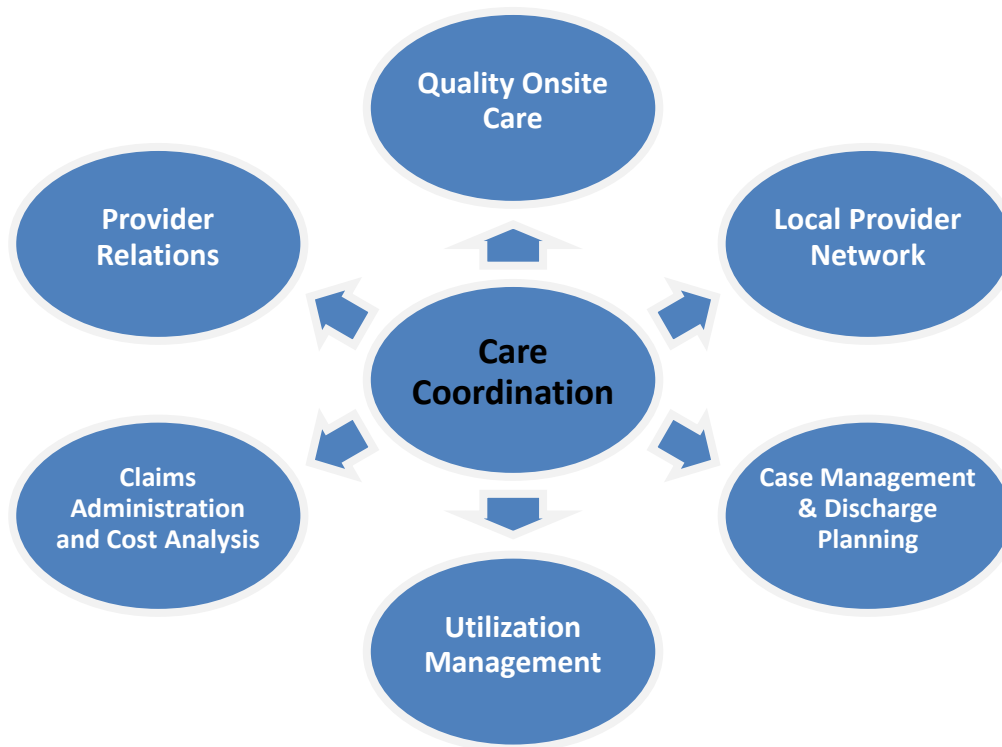 Quality Onsite
Care
Provider
Relations
Local Provider
Network
Care
Coordination
Claims
Administration
and Cost Analysis
Case Management
& Discharge
Planning
Utilization
Management